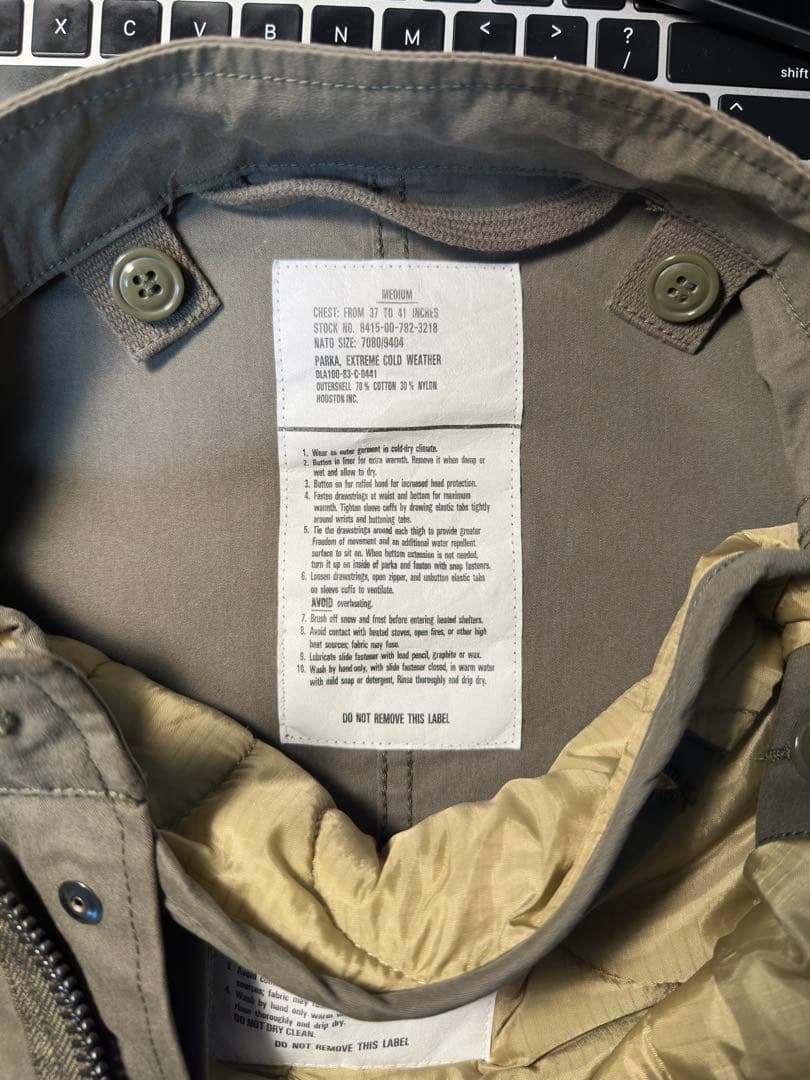 X C V B N M < > ? /
shift
MEDIUM
CHEST: FROM 37 TO 41 INCHES
STOCK NO. 8415-00-782-3218
NATO SIZE: 7080/9404
PARKA, EXTREME COLD WEATHER
DLA100-83-C-0441
OUTERSHELL 70% COTTON 30% NYLON
HOUSTON INC.
1. Wear as outer garment in cold-dry climate.
2. Button in liner for extra warmth. Remove it when damp or
wet and allow to dry.
3. Button on fur ruffed hood for increased head protection.
4. Fasten drawstrings at waist and bottom for maximum
warmth. Tighten sleeve cuffs by drawing elastic tabs tightly
around wrists and buttoning tabs.
5. Tie the drawstrings around each thigh to provide greater
Freedom of movement and an additional water repellent
surface to sit on. When bottom extension is not needed,
turn it up on inside of parka and fasten with snap fasteners.
6. Loosen drawstrings, open zipper, and unbutton elastic tabs
on sleeve cuffs to ventilate.
AVOID overheating.
7. Brush off snow and frost before entering heated shelters.
8. Avoid contact with heated stoves, open fires, or other high
heat sources; fabric may fuse.
9. Lubricate slide fastener with lead pencil, graphite or wax.
10. Wash by hand only, with slide fastener closed, in warm water
with mild soap or detergent, Rinse thoroughly and drip dry.
DO NOT REMOVE THIS LABEL
Avoid
sources; fabric may
4. Wash by hand only warm
thoroughly and drip dry.
DO NOT DRY CLEAN.
DO NOT REMOVE THIS LABEL